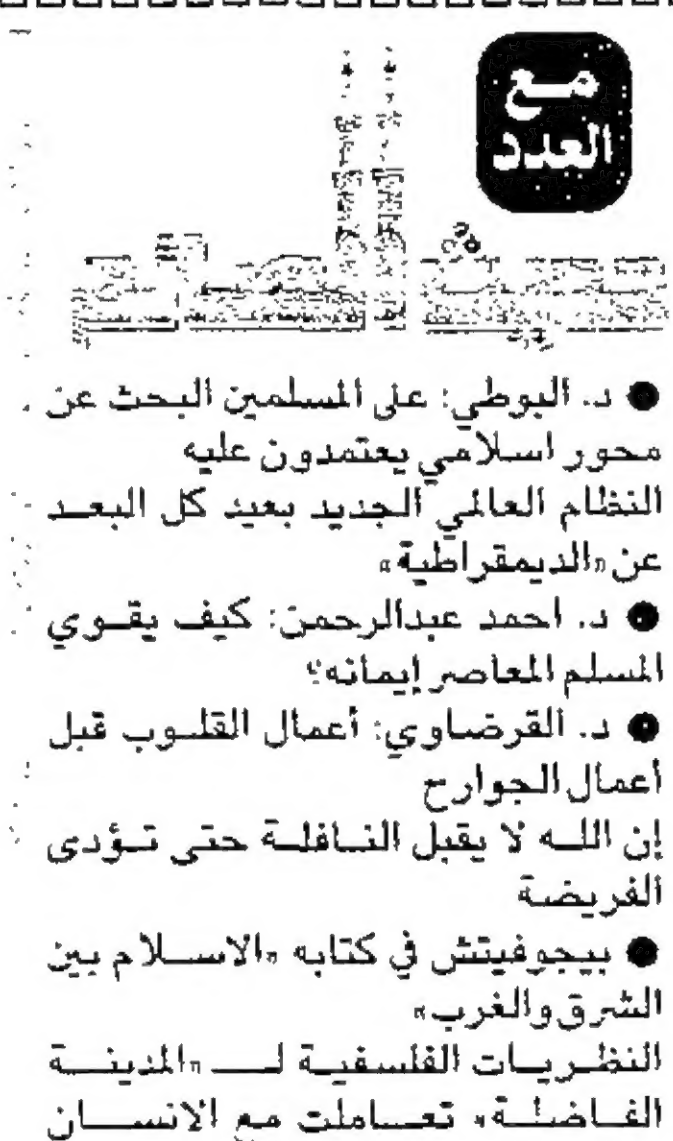 مع
العدد
● د. البوطي: على المسلمين البحث عن
محور اسلامي يعتمدون عليه
النظام العالمي الجديد بعيد كل البعد
عن «الديمقراطية»
● د. احمد عبدالرحمن: كيف يقوي
المسلم المعاصر إيمانه؟
● د. القرضاوي: أعمال القلوب قبل
أعمال الجوارح
إن الله لا يقبل النافلة حتى تؤدى
الفريضة
● بيجوفيتش في كتابه «الاسلام بين
الشرق والغرب»
النظريات الفلسفية لـ «المدينة
الفاضلة» تعاملت مع الانسان